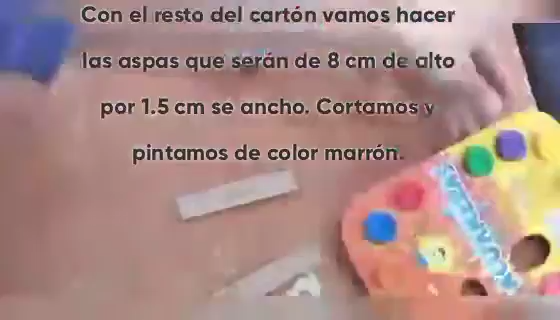 Con el resto del cartón vamos hacer
las aspas que serán de 8 cm de alto
por 1.5 cm se ancho. Cortamos y
pintamos de color marrón.
ACUARELAS